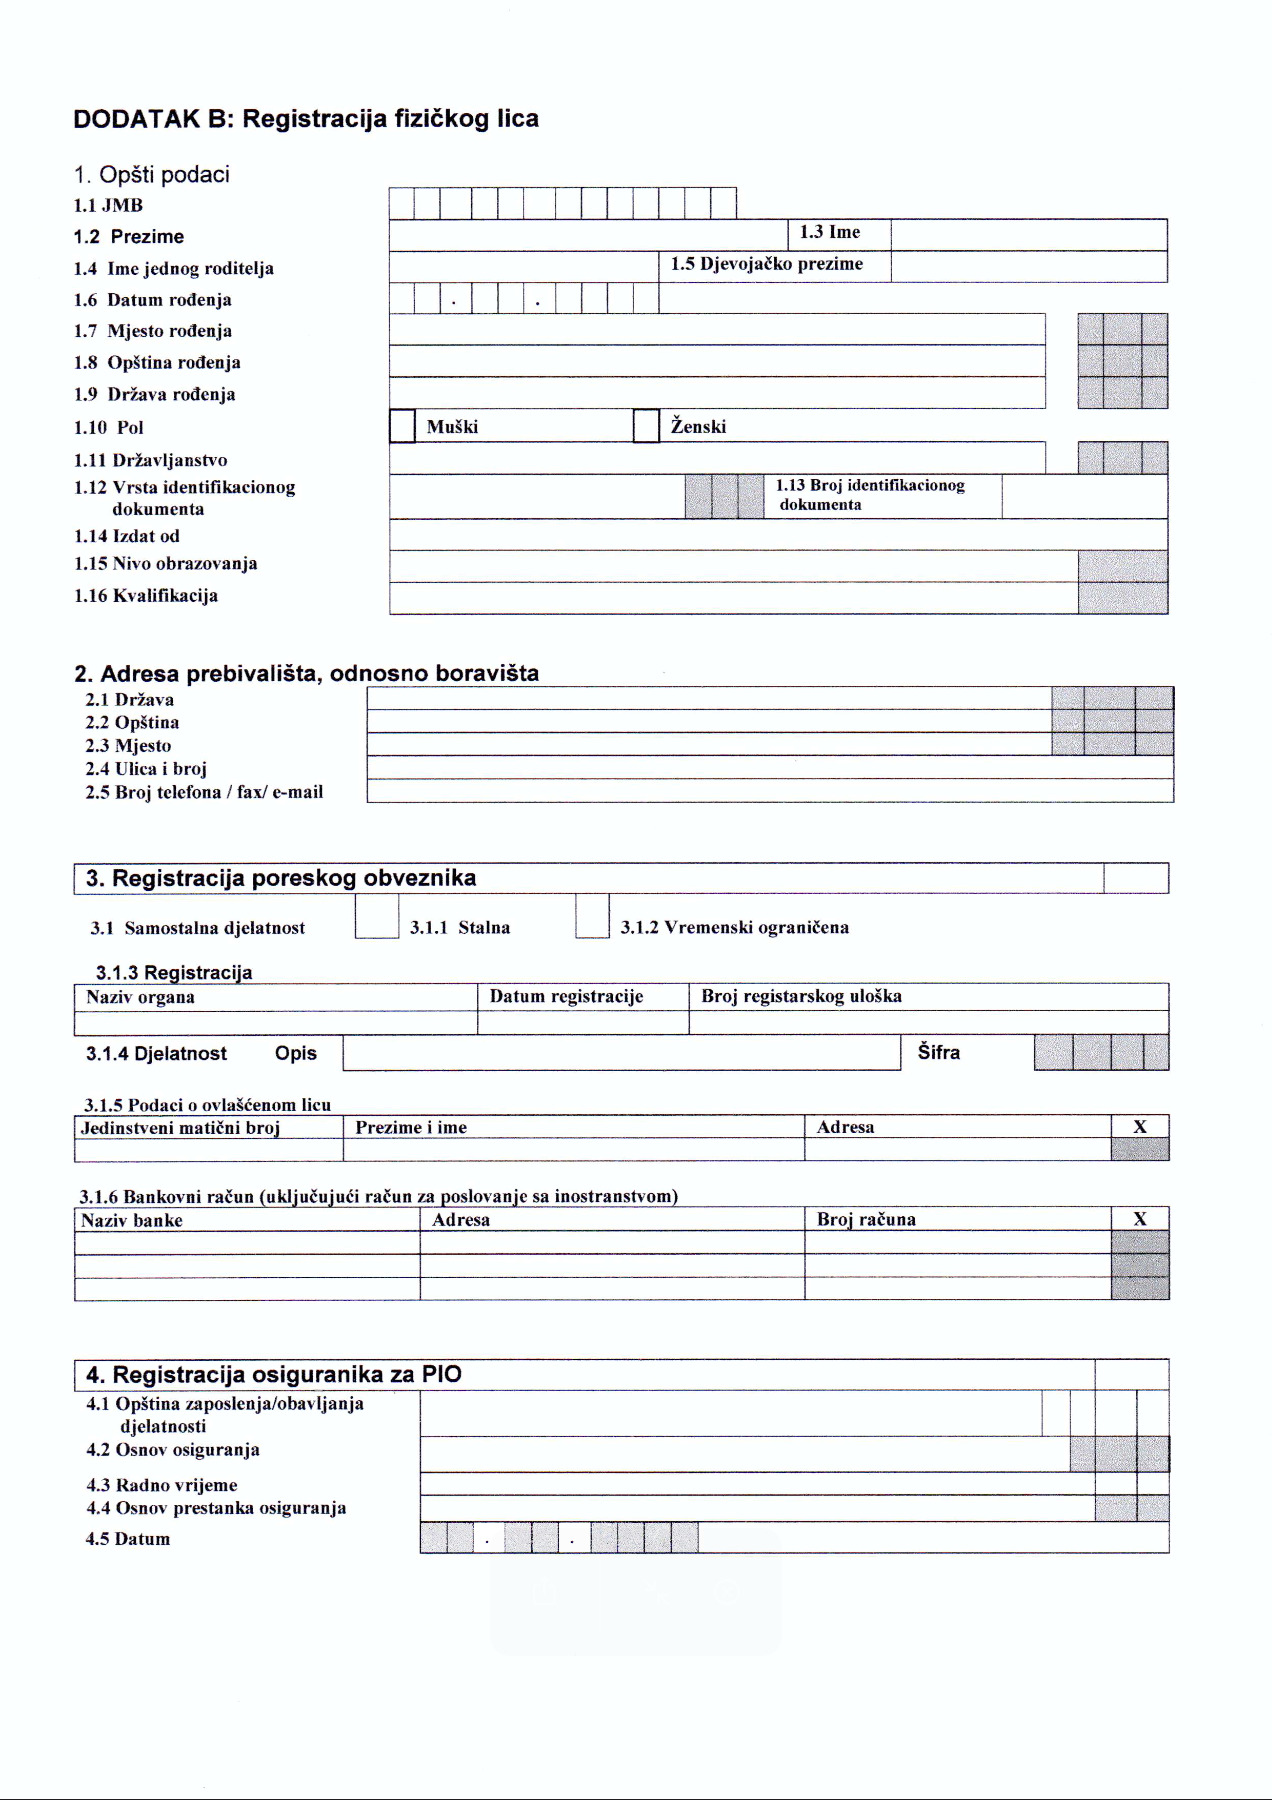 DODATAK B: Registracija fizičkog lica
1. Opšti podaci
1.1 JMB
1.2 Prezime
1.3 Ime
1.4 Ime jednog roditelja
1.5 Djevojačko prezime
1.6 Datum rođenja . .
1.7 Mjesto rođenja
1.8 Opština rođenja
1.9 Država rođenja
1.10 Pol Muški Ženski
1.11 Državljanstvo
1.12 Vrsta identifikacionog
dokumenta
1.13 Broj identifikacionog
dokumenta
1.14 Izdat od
1.15 Nivo obrazovanja
1.16 Kvalifikacija
2. Adresa prebivališta, odnosno boravišta
2.1 Država
2.2 Opština
2.3 Mjesto
2.4 Ulica i broj
2.5 Broj telefona / fax/ e-mail
3. Registracija poreskog obveznika
3.1 Samostalna djelatnost 3.1.1 Stalna 3.1.2 Vremenski ograničena
3.1.3 Registracija
Naziv organa Datum registracije Broj registarskog uloška
3.1.4 Djelatnost Opis Šifra
3.1.5 Podaci o ovlašćenom licu
Jedinstveni matični broj Prezime i ime Adresa X
3.1.6 Bankovni račun (uključujući račun za poslovanje sa inostranstvom)
Naziv banke Adresa Broj računa X
4. Registracija osiguranika za PIO
4.1 Opština zaposlenja/obavljanja
djelatnosti
4.2 Osnov osiguranja
4.3 Radno vrijeme
4.4 Osnov prestanka osiguranja
4.5 Datum . .